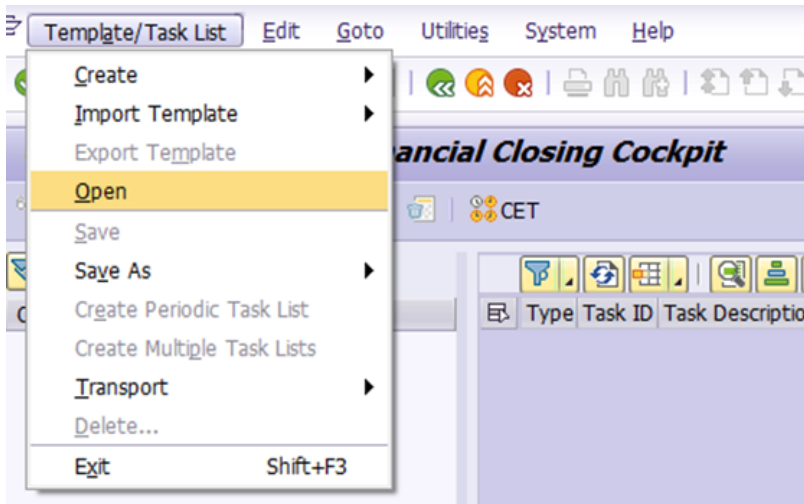 Template/Task List Edit Goto Utilities System Help
Create
Import Template
Export Template
ancial Closing Cockpit
Open
CET
Save
Save As
Create Periodic Task List
Type Task ID Task Descriptio
Create Multiple Task Lists
Transport
Delete...
Exit Shift+F3